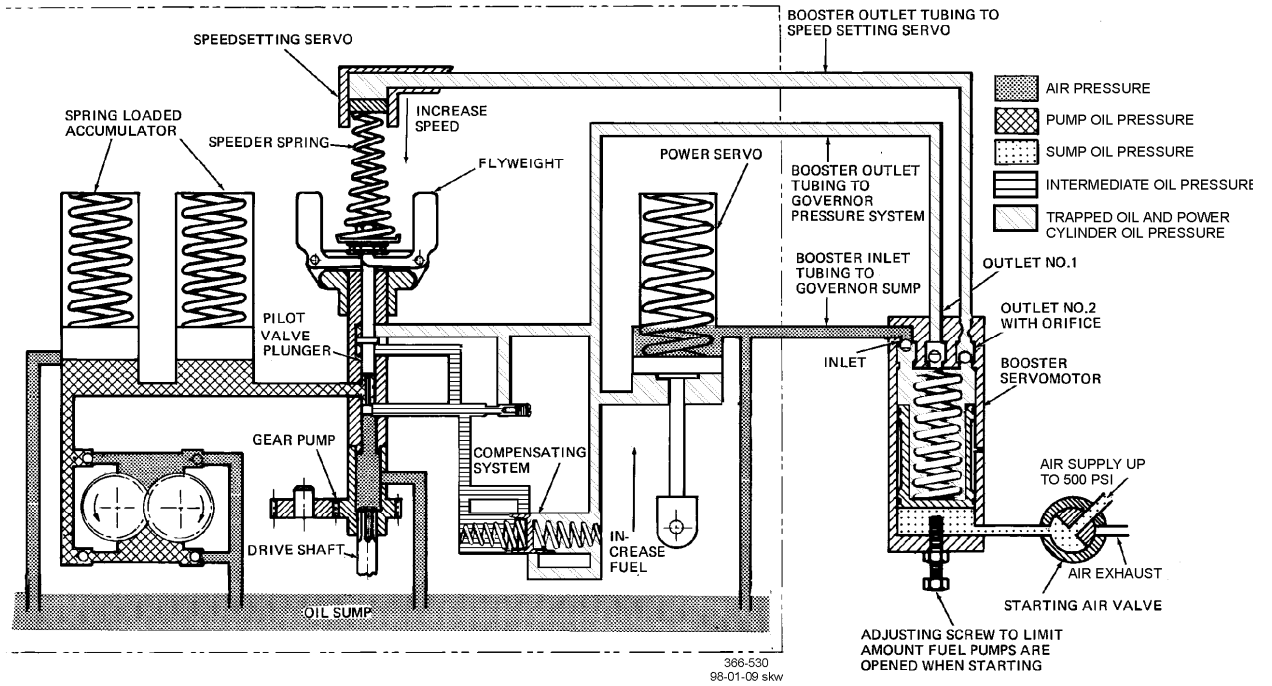 BOOSTER OUTLET TUBING TO
SPEED SETTING SERVO
SPEEDSETTING SERVO
AIR PRESSURE
PUMP OIL PRESSURE
SUMP OIL PRESSURE
INTERMEDIATE OIL PRESSURE
TRAPPED OIL AND POWER
CYLINDER OIL PRESSURE
SPRING LOADED
ACCUMULATOR
INCREASE
SPEED
SPEEDER SPRING
FLYWEIGHT
POWER SERVO
BOOSTER OUTLET
TUBING TO
GOVERNOR
PRESSURE SYSTEM
BOOSTER INLET
TUBING TO
GOVERNOR SUMP
OUTLET NO.1
OUTLET NO.2
WITH ORIFICE
INLET
BOOSTER
SERVOMOTOR
PILOT
VALVE
PLUNGER
GEAR PUMP
COMPENSATING
SYSTEM
AIR SUPPLY UP
TO 500 PSI
DRIVE SHAFT
IN-
CREASE
FUEL
AIR EXHAUST
STARTING AIR VALVE
OIL SUMP
ADJUSTING SCREW TO LIMIT
AMOUNT FUEL PUMPS ARE
OPENED WHEN STARTING
366-530
98-01-09 skw